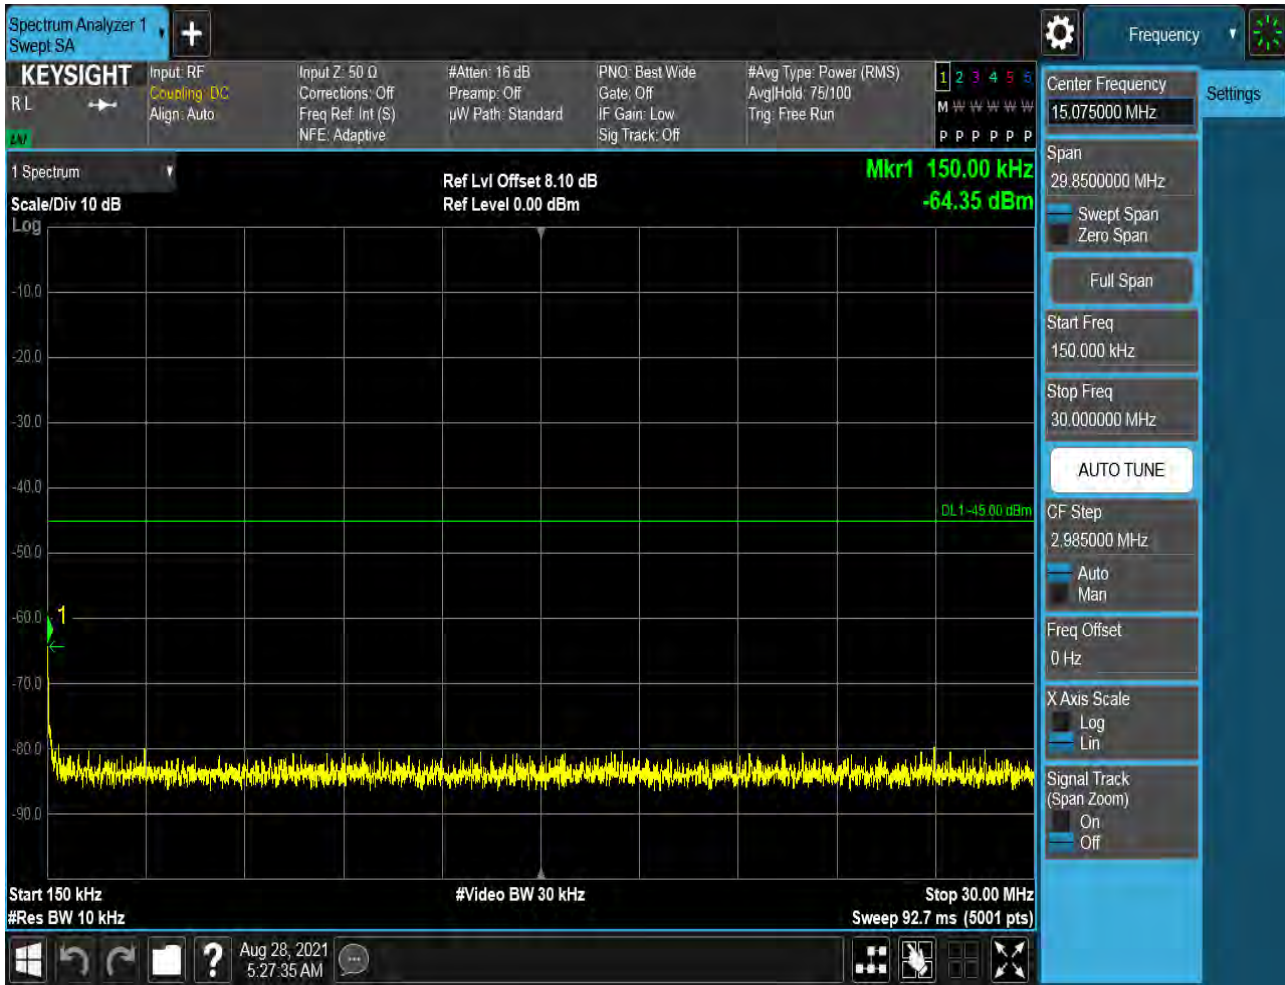 Spectrum Analyzer 1
Swept SA
Frequency
KEYSIGHT
R L
LNI
Input: RF
Coupling: DC
Align: Auto
Input Z: 50 Ω
Corrections: Off
Freq Ref: Int (S)
NFE: Adaptive
#Atten: 16 dB
Preamp: Off
µW Path: Standard
PNO: Best Wide
Gate: Off
IF Gain: Low
Sig Track: Off
#Avg Type: Power (RMS)
Avg|Hold: 75/100
Trig: Free Run
1 2 3 4 5 6
M W W W W W
P P P P P P
1 Spectrum
Scale/Div 10 dB
Log
Ref Lvl Offset 8.10 dB
Ref Level 0.00 dBm
Mkr1 150.00 kHz
-64.35 dBm
-10.0
-20.0
-30.0
-40.0
DL1 -45.00 dBm
-50.0
-60.0
1
-70.0
-80.0
-90.0
Start 150 kHz
#Video BW 30 kHz
Stop 30.00 MHz
#Res BW 10 kHz
Sweep 92.7 ms (5001 pts)
?
Aug 28, 2021
5:27:35 AM
Center Frequency
15.075000 MHz
Settings
Span
29.8500000 MHz
Swept Span
Zero Span
Full Span
Start Freq
150.000 kHz
Stop Freq
30.000000 MHz
AUTO TUNE
CF Step
2.985000 MHz
Auto
Man
Freq Offset
0 Hz
X Axis Scale
Log
Lin
Signal Track
(Span Zoom)
On
Off